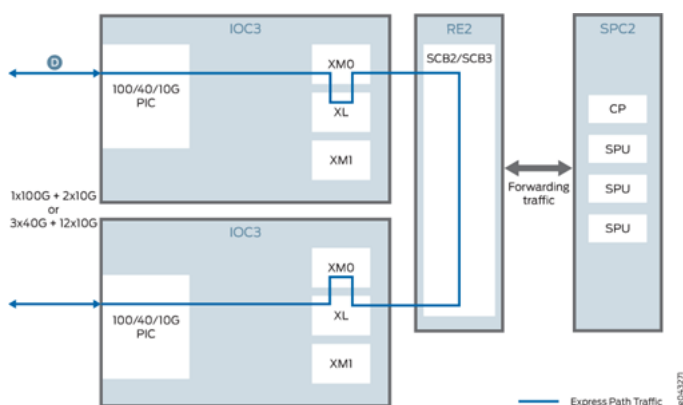 IOC3
RE2
SPC2
D
100/40/10G
PIC
XM0
XL
XM1
SCB2/SCB3
CP
SPU
SPU
SPU
Forwarding
traffic
1x100G + 2x10G
or
3x40G + 12x10G
IOC3
100/40/10G
PIC
XM0
XL
XM1
Express Path Traffic
g043271